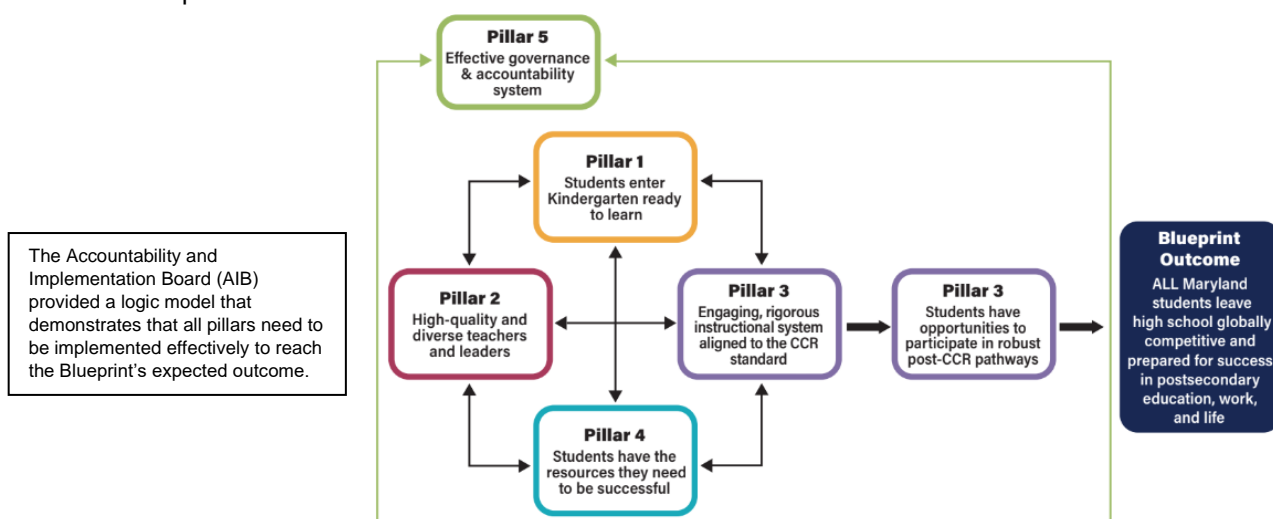 Pillar 5
Effective governance
& accountability
system
Pillar 1
Students enter
Kindergarten ready
to learn
The Accountability and
Implementation Board (AIB)
provided a logic model that
demonstrates that all pillars need to
be implemented effectively to reach
the Blueprint's expected outcome.
Pillar 2
High-quality and
diverse teachers
and leaders
Pillar 3
Engaging, rigorous
instructional system
aligned to the CCR
standard
Pillar 3
Students have
opportunities to
participate in robust
post-CCR pathways
Blueprint
Outcome
ALL Maryland
students leave
high school globally
competitive and
prepared for success
in postsecondary
education, work,
and life
Pillar 4
Students have the
resources they need
to be successful